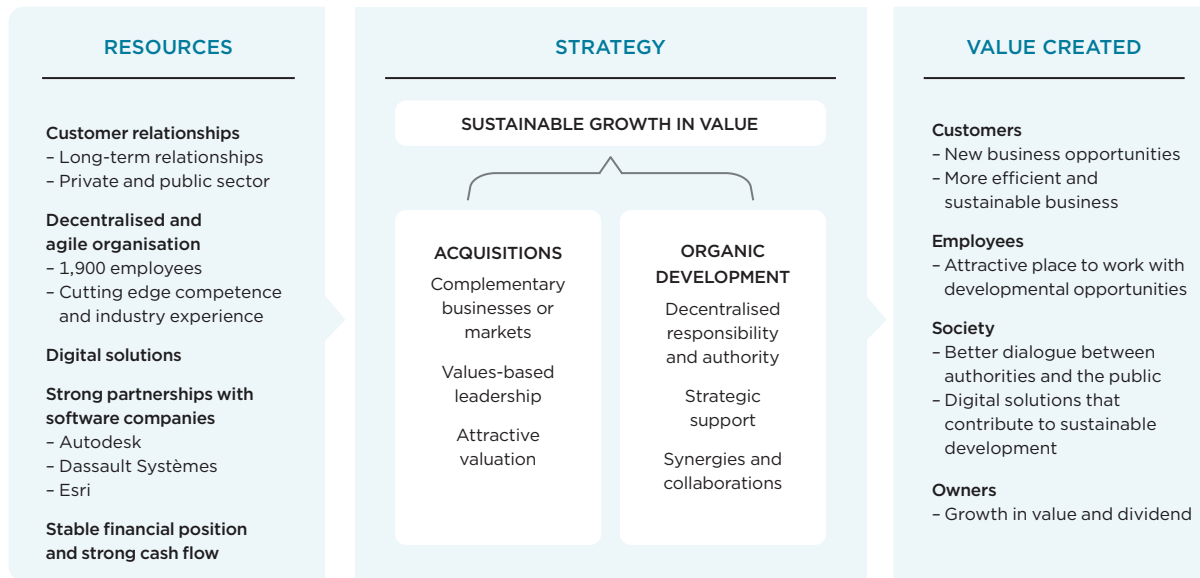 RESOURCES
Customer relationships
– Long-term relationships
– Private and public sector
Decentralised and
agile organisation
– 1,900 employees
– Cutting edge competence
and industry experience
Digital solutions
Strong partnerships with
software companies
– Autodesk
– Dassault Systèmes
– Esri
Stable financial position
and strong cash flow
STRATEGY
SUSTAINABLE GROWTH IN VALUE
ACQUISITIONS
Complementary
businesses or
markets
Values-based
leadership
Attractive
valuation
ORGANIC
DEVELOPMENT
Decentralised
responsibility
and authority
Strategic
support
Synergies and
collaborations
VALUE CREATED
Customers
– New business opportunities
– More efficient and
sustainable business
Employees
– Attractive place to work with
developmental opportunities
Society
– Better dialogue between
authorities and the public
– Digital solutions that
contribute to sustainable
development
Owners
– Growth in value and dividend